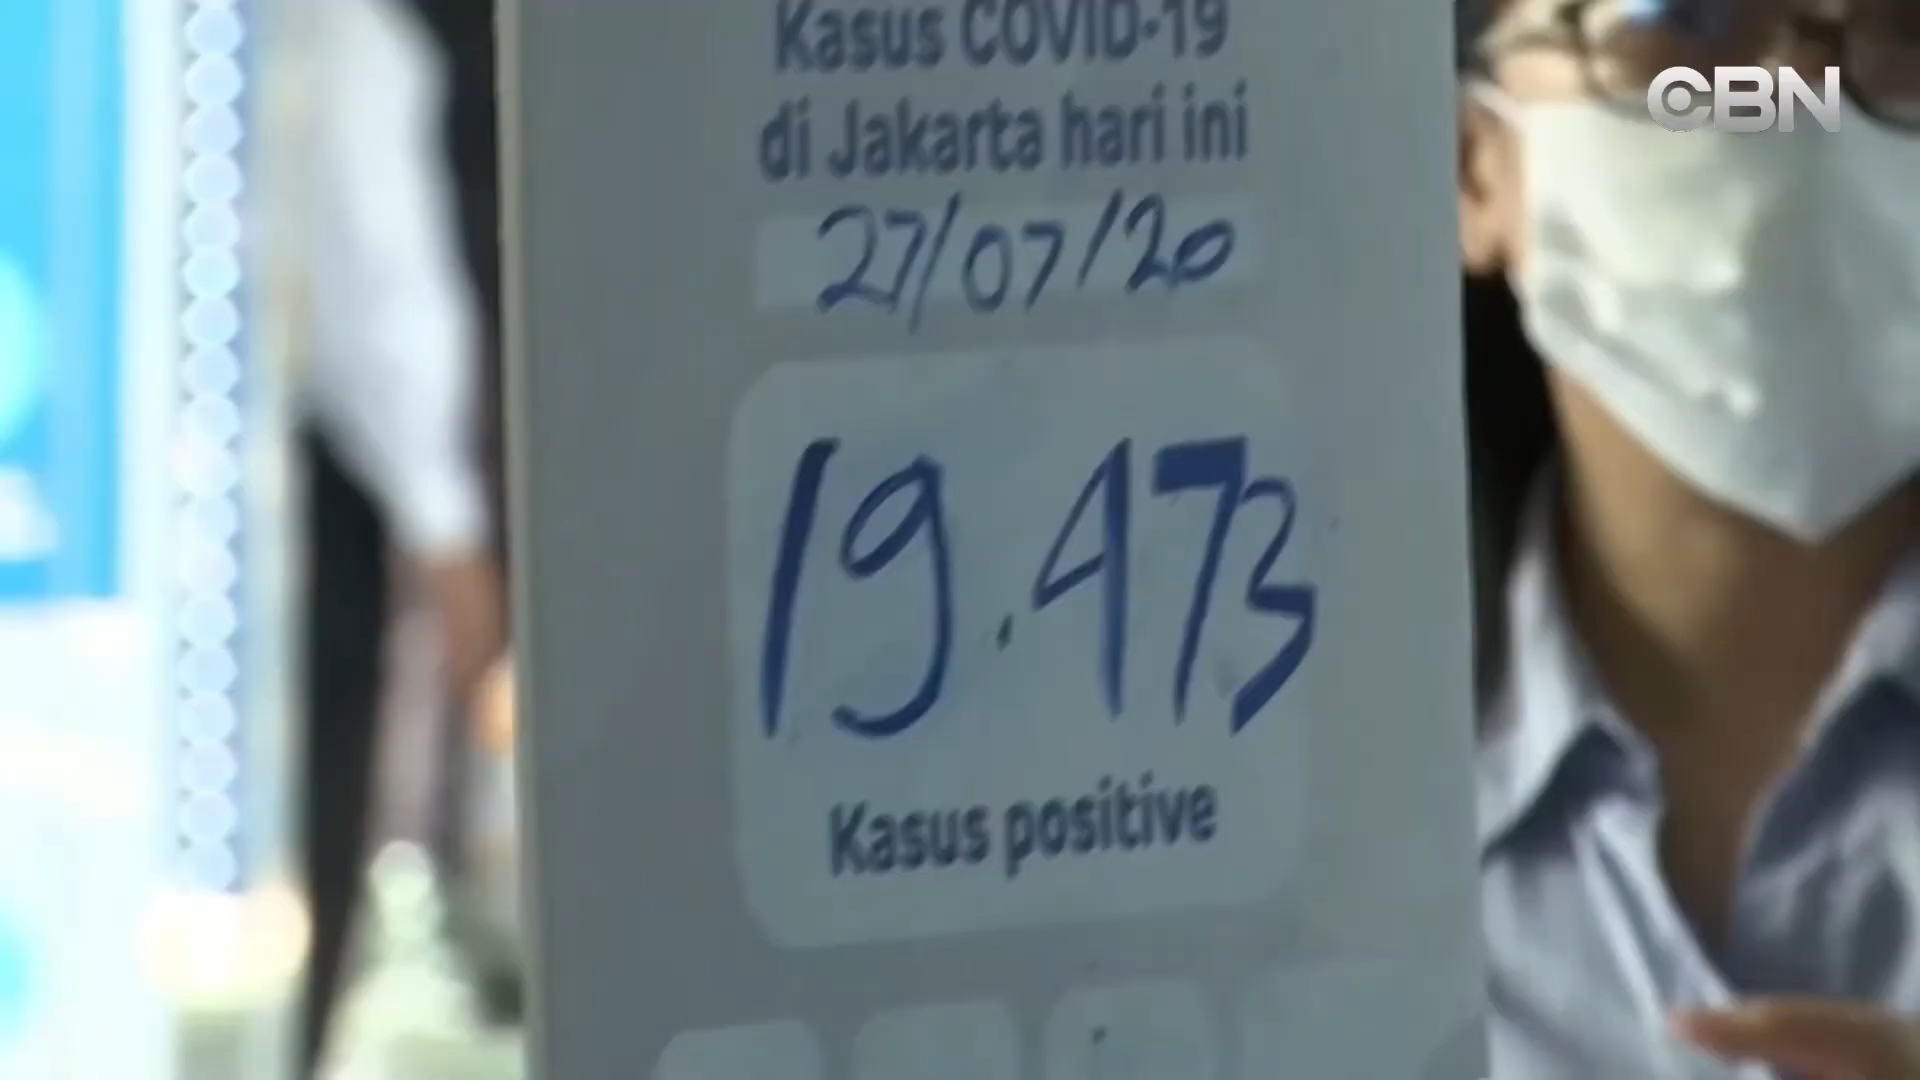 Kasus COVID-19
di Jakarta hari ini
27/07/20
19.473
Kasus positive
CBN